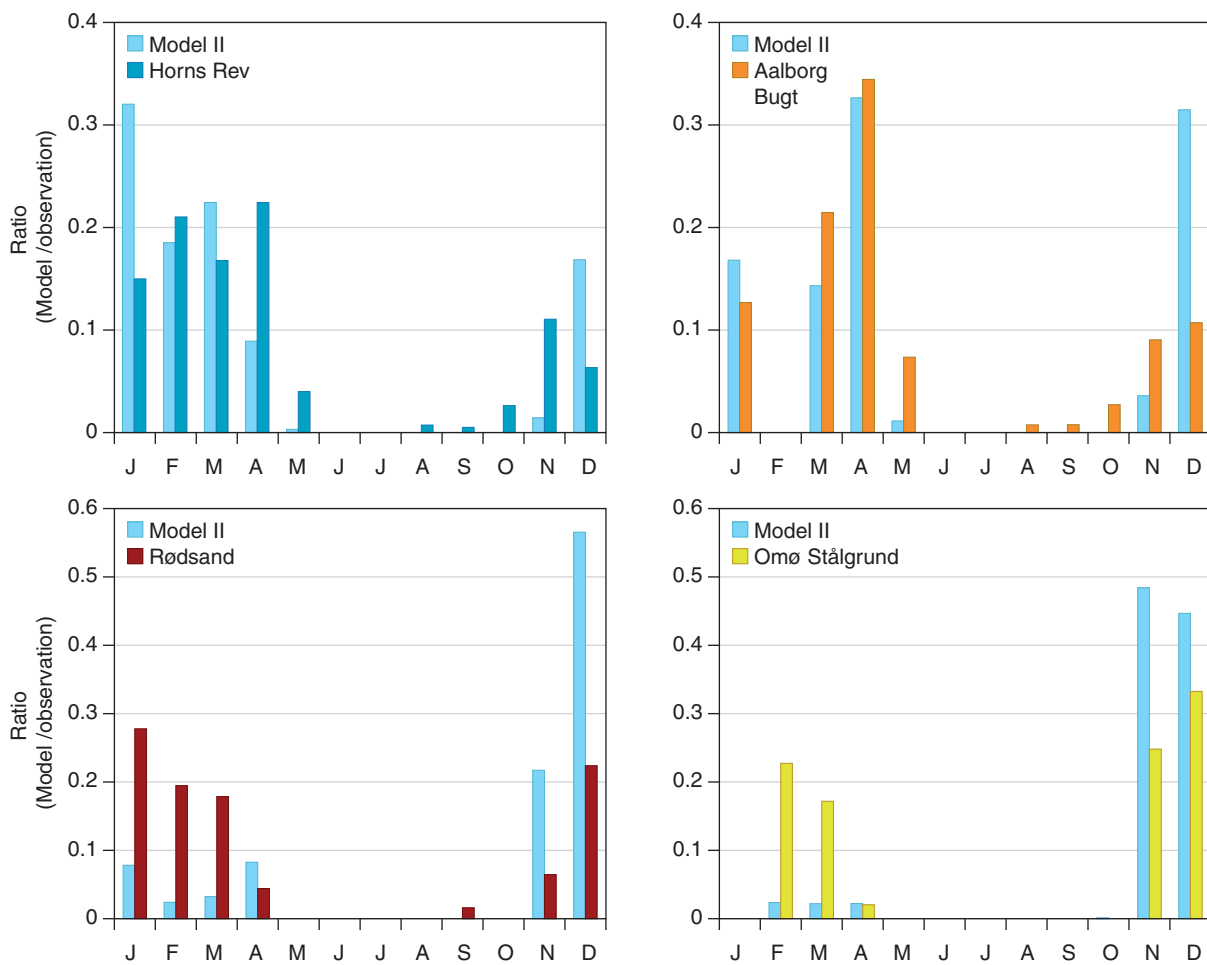 0.4
0.3
0.2
0.1
0
Ratio
(Model /observation)
Model II
Horns Rev
J F M A M J J A S O N D
0.4
0.3
0.2
0.1
0
Model II
Aalborg
Bugt
J F M A M J J A S O N D
0.6
0.5
0.4
0.3
0.2
0.1
0
Ratio
(Model /observation)
Model II
Rødsand
J F M A M J J A S O N D
0.6
0.5
0.4
0.3
0.2
0.1
0
Model II
Omø Stålgrund
J F M A M J J A S O N D